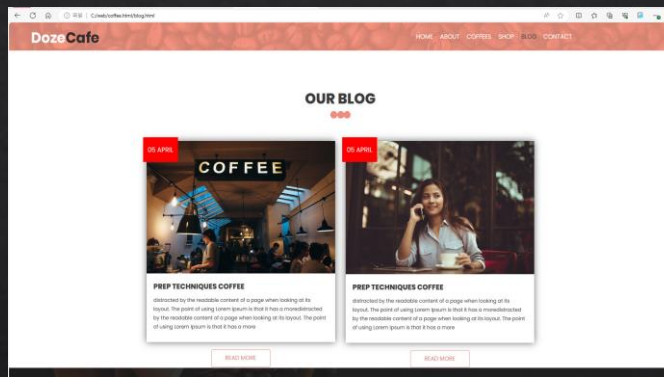 C:/web/coffee.html/blog.html
DozeCafe
HOME ABOUT COFFEES SHOP BLOG CONTACT
OUR BLOG
05 APRIL
COFFEE
PREP TECHNIQUES COFFEE
distracted by the readable content of a page when looking at its
layout. The point of using Lorem Ipsum is that it has a moredistracted
by the readable content of a page when looking at its layout. The point
of using Lorem Ipsum is that it has a more
READ MORE
05 APRIL
PREP TECHNIQUES COFFEE
distracted by the readable content of a page when looking at its
layout. The point of using Lorem Ipsum is that it has a moredistracted
by the readable content of a page when looking at its layout. The point
of using Lorem Ipsum is that it has a more
READ MORE